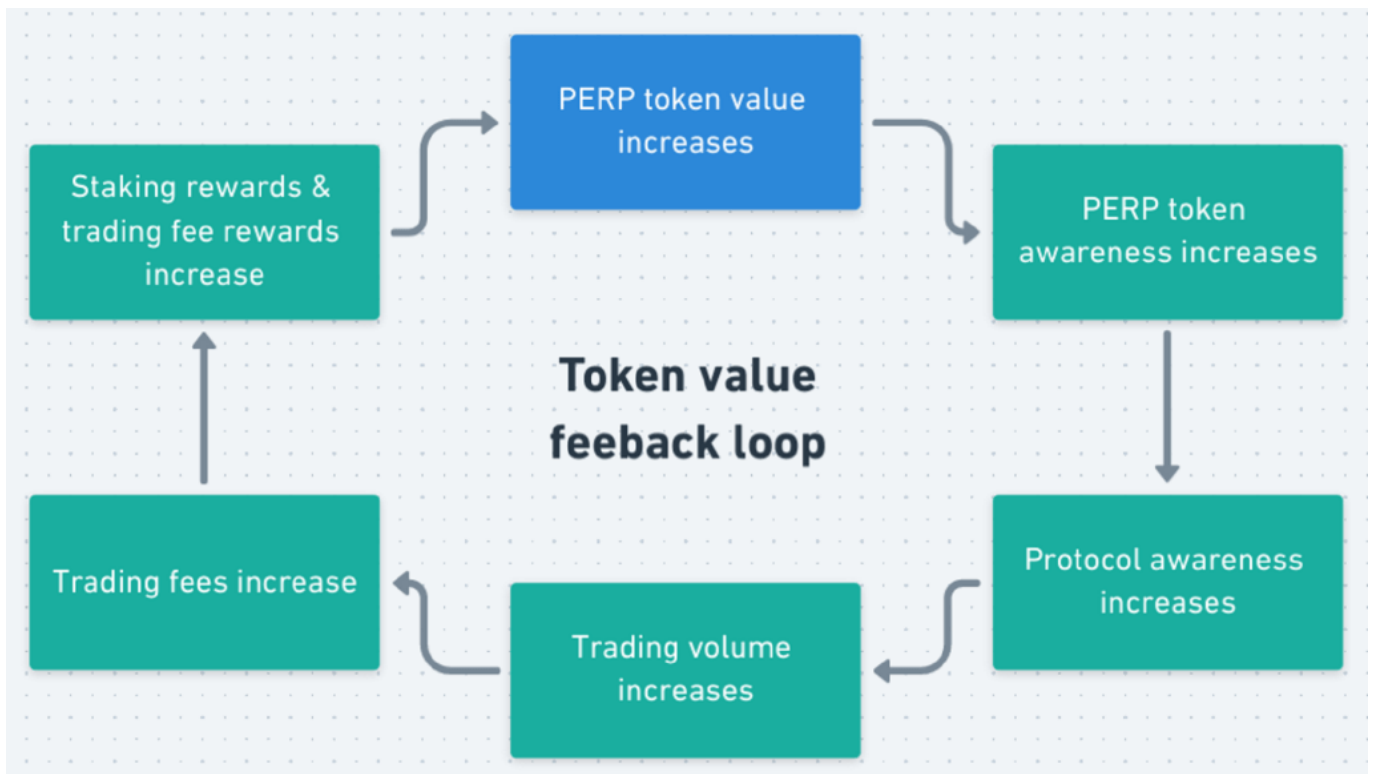 PERP token value
increases
PERP token
awareness increases
Protocol awareness
increases
Trading volume
increases
Trading fees increase
Staking rewards &
trading fee rewards
increase
Token value
feeback loop